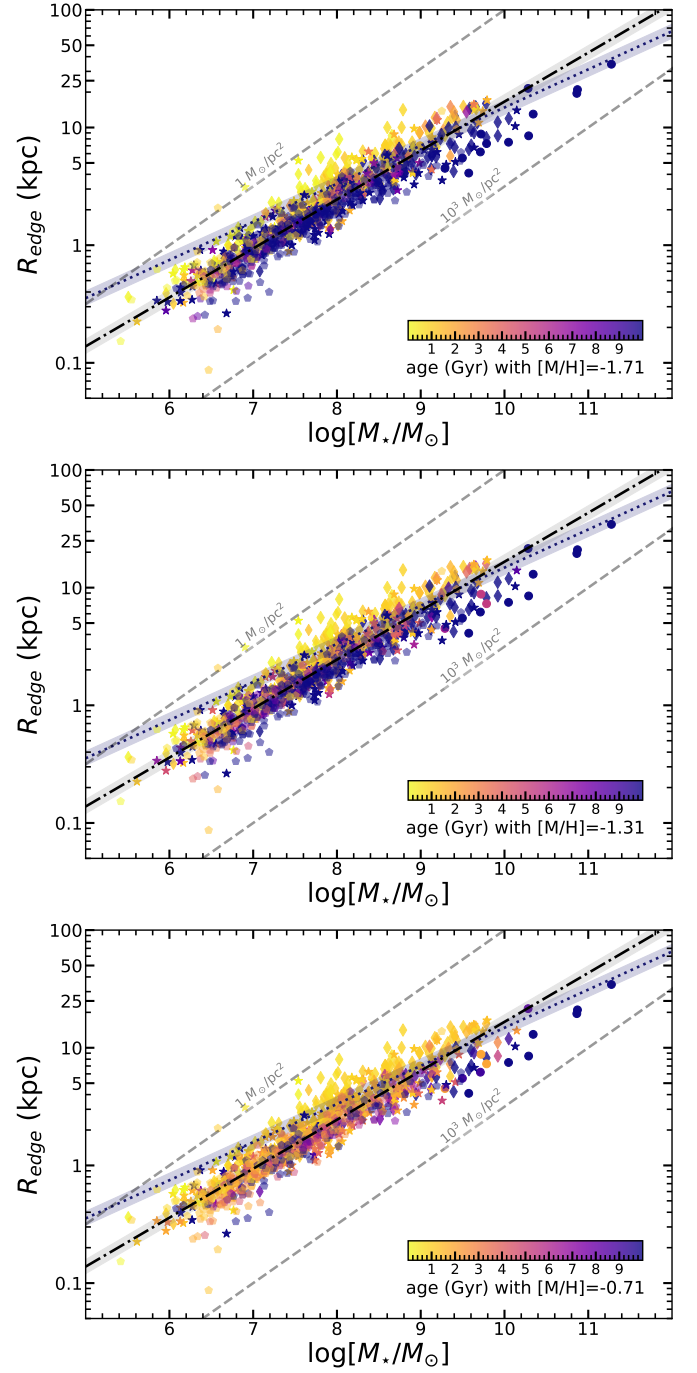 100
50
25
10
5
1
0.1
R_edge (kpc)
1 M⊙/pc²
10³ M⊙/pc²
1 2 3 4 5 6 7 8 9
age (Gyr) with [M/H]=-1.71
6 7 8 9 10 11
log[M⋆/M⊙]
100
50
25
10
5
1
0.1
R_edge (kpc)
1 M⊙/pc²
10³ M⊙/pc²
1 2 3 4 5 6 7 8 9
age (Gyr) with [M/H]=-1.31
6 7 8 9 10 11
log[M⋆/M⊙]
100
50
25
10
5
1
0.1
R_edge (kpc)
1 M⊙/pc²
10³ M⊙/pc²
1 2 3 4 5 6 7 8 9
age (Gyr) with [M/H]=-0.71
6 7 8 9 10 11
log[M⋆/M⊙]